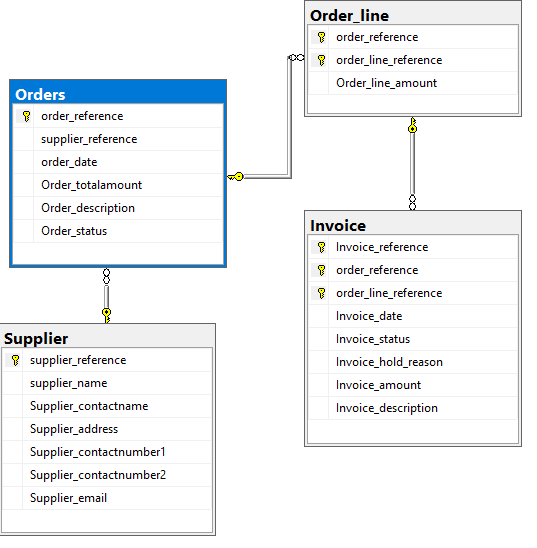 Order_line
order_reference
order_line_reference
Order_line_amount
Orders
order_reference
supplier_reference
order_date
Order_totalamount
Order_description
Order_status
Invoice
Invoice_reference
order_reference
order_line_reference
Invoice_date
Invoice_status
Invoice_hold_reason
Invoice_amount
Invoice_description
Supplier
supplier_reference
supplier_name
Supplier_contactname
Supplier_address
Supplier_contactnumber1
Supplier_contactnumber2
Supplier_email